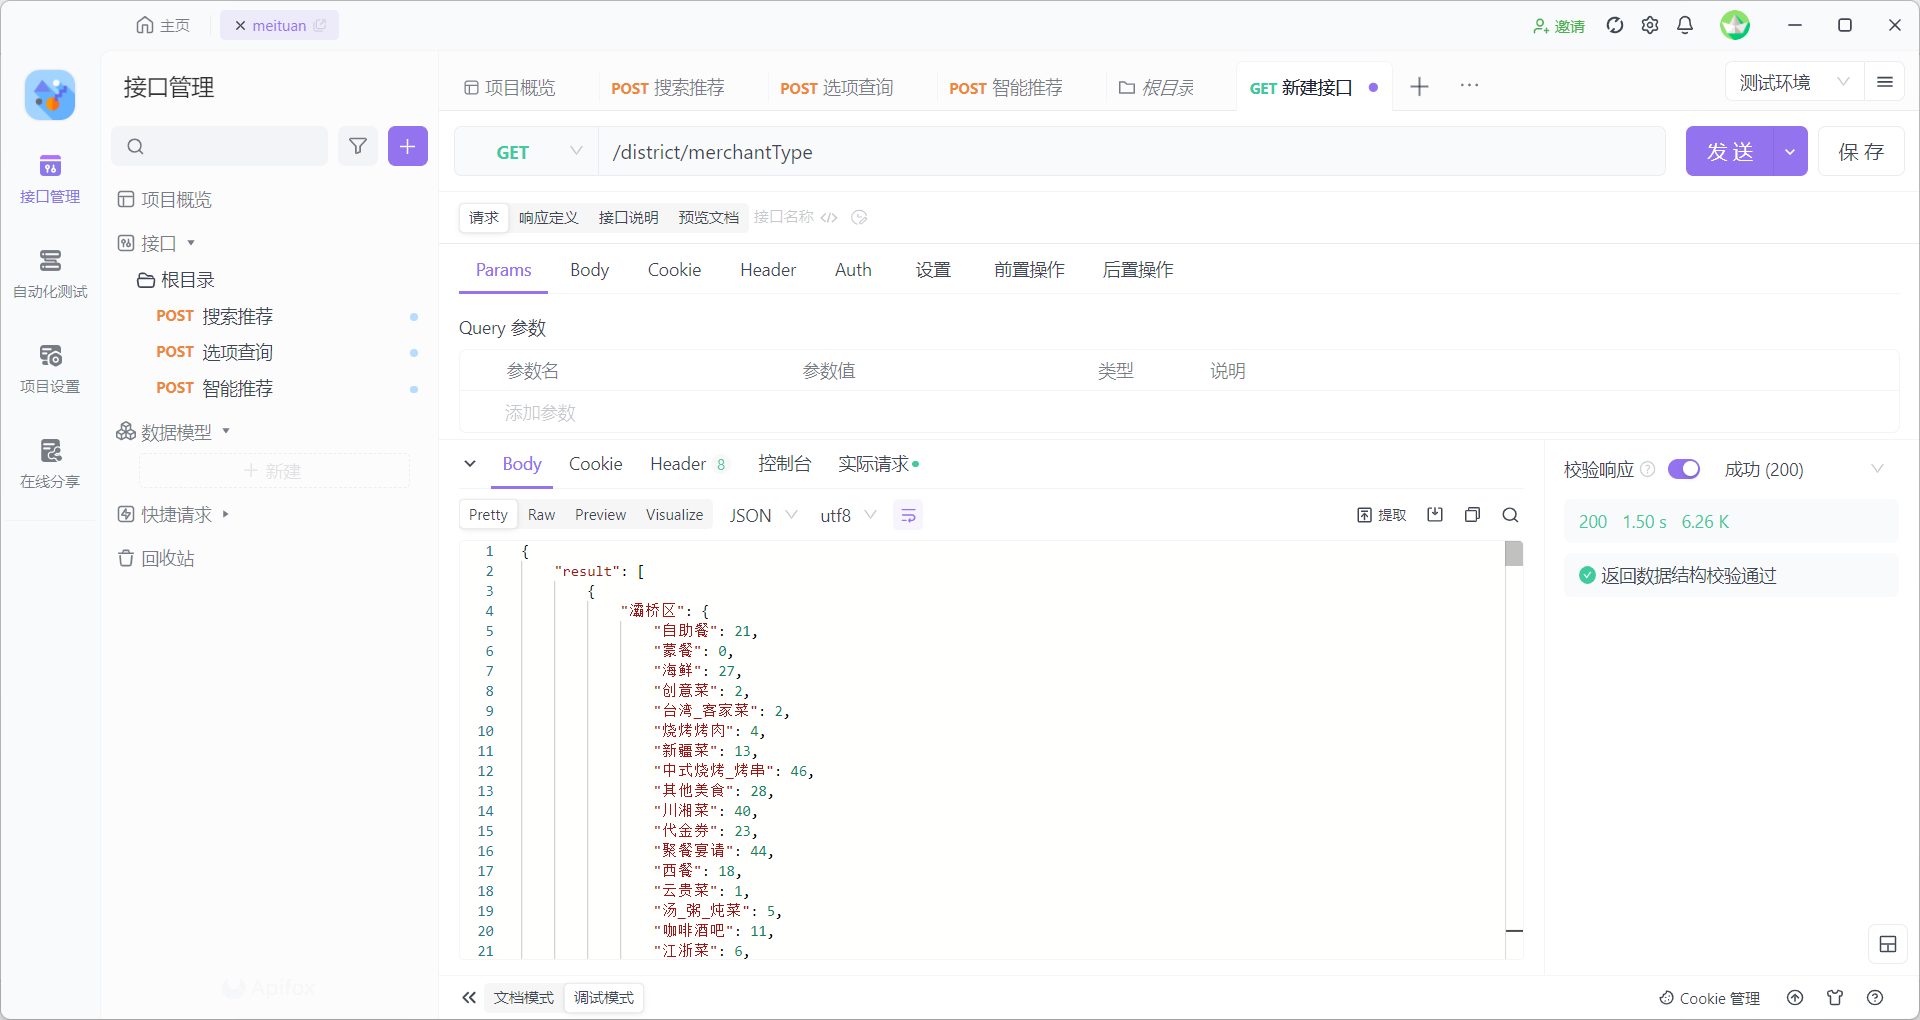 主页
meituan
邀请
接口管理
自动化测试
项目设置
在线分享
接口管理
项目概览
接口
根目录
POST 搜索推荐
POST 选项查询
POST 智能推荐
数据模型
新建
快捷请求
回收站
Apifox
项目概览
POST 搜索推荐
POST 选项查询
POST 智能推荐
根目录
GET 新建接口
测试环境
GET
/district/merchantType
发 送
保 存
请求 响应定义 接口说明 预览文档 接口名称
Params Body Cookie Header Auth 设置 前置操作 后置操作
Query 参数
参数名 参数值 类型 说明
添加参数
Body Cookie Header 8 控制台 实际请求
Pretty Raw Preview Visualize JSON utf8 提取
1 {
2 "result": [
3 {
4 "灞桥区": {
5 "自助餐": 21,
6 "蒙餐": 0,
7 "海鲜": 27,
8 "创意菜": 2,
9 "台湾_客家菜": 2,
10 "烧烤烤肉": 4,
11 "新疆菜": 13,
12 "中式烧烤_烤串": 46,
13 "其他美食": 28,
14 "川湘菜": 40,
15 "代金券": 23,
16 "聚餐宴请": 44,
17 "西餐": 18,
18 "云贵菜": 1,
19 "汤_粥_炖菜": 5,
20 "咖啡酒吧": 11,
21 "江浙菜": 6,
校验响应 成功 (200)
200 1.50 s 6.26 K
返回数据结构校验通过
文档模式 调试模式
Cookie 管理